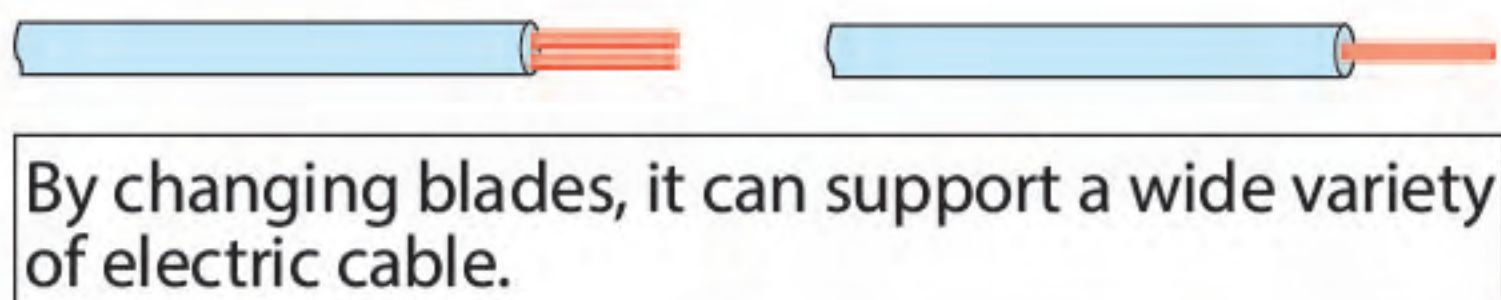 By changing blades, it can support a wide variety
of electric cable.